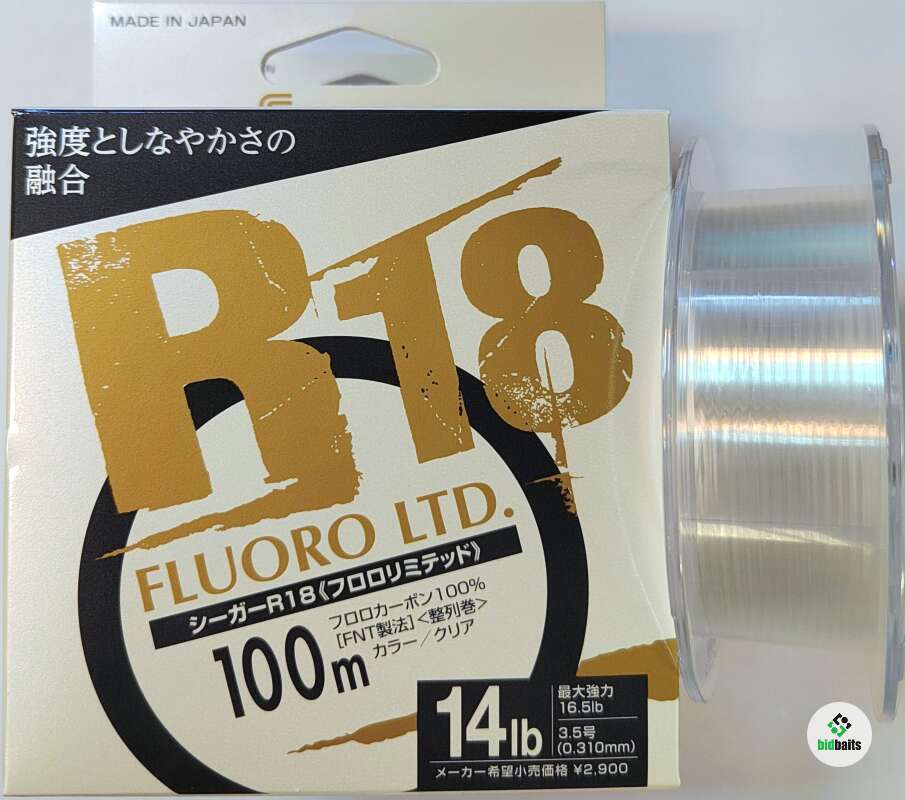 MADE IN JAPAN
強度としなやかさの
融合
R18
FLUORO LTD.
シーガーR18《フロロリミテッド》
フロロカーボン100%
[FNT製法]<整列巻>
カラー/クリア
100m
14lb
最大強力
16.5lb
3.5号
(0.310mm)
メーカー希望小売価格 ¥2,900
bidbaits